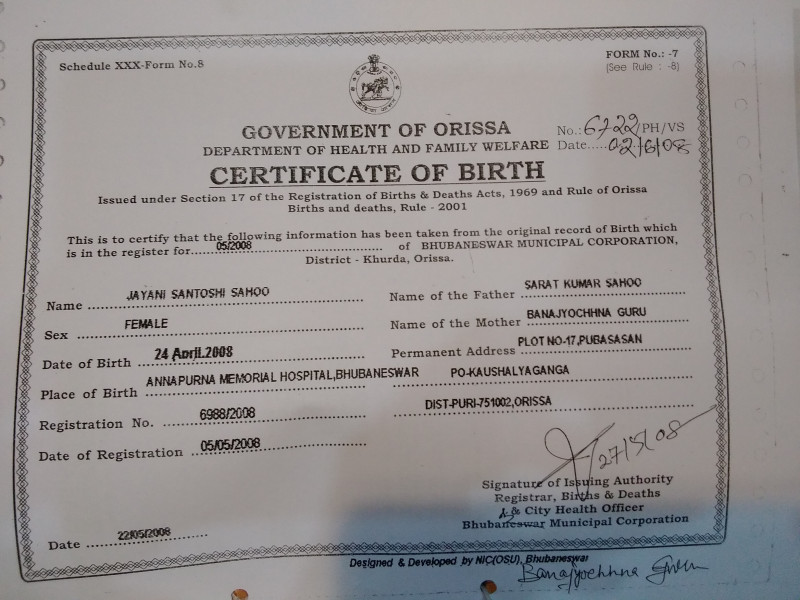 Schedule XXX-Form No.8
FORM No.: -7
(See Rule : -8)
GOVERNMENT OF ORISSA
No.: 6722/PH/VS
DEPARTMENT OF HEALTH AND FAMILY WELFARE
Date.....02/6/08
CERTIFICATE OF BIRTH
Issued under Section 17 of the Registration of Births & Deaths Acts, 1969 and Rule of Orissa
Births and deaths, Rule - 2001
This is to certify that the following information has been taken from the original record of Birth which
is in the register for.....05/2008..... of BHUBANESWAR MUNICIPAL CORPORATION,
District - Khurda, Orissa.
Name JAYANI SANTOSHI SAHOO
Name of the Father SARAT KUMAR SAHOO
Sex FEMALE
Name of the Mother BANAJYOCHHNA GURU
Date of Birth 24 April.2008
Permanent Address PLOT NO-17,PUBASASAN
Place of Birth ANNAPURNA MEMORIAL HOSPITAL,BHUBANESWAR
PO-KAUSHALYAGANGA
Registration No. 6988/2008
DIST-PURI-751002,ORISSA
Date of Registration 05/05/2008
27/5/08
Signature of Issuing Authority
Registrar, Births & Deaths
& City Health Officer
Bhubaneswar Municipal Corporation
Date 22/05/2008
Designed & Developed by NIC(OSU), Bhubaneswar
Banajyochhna Guru